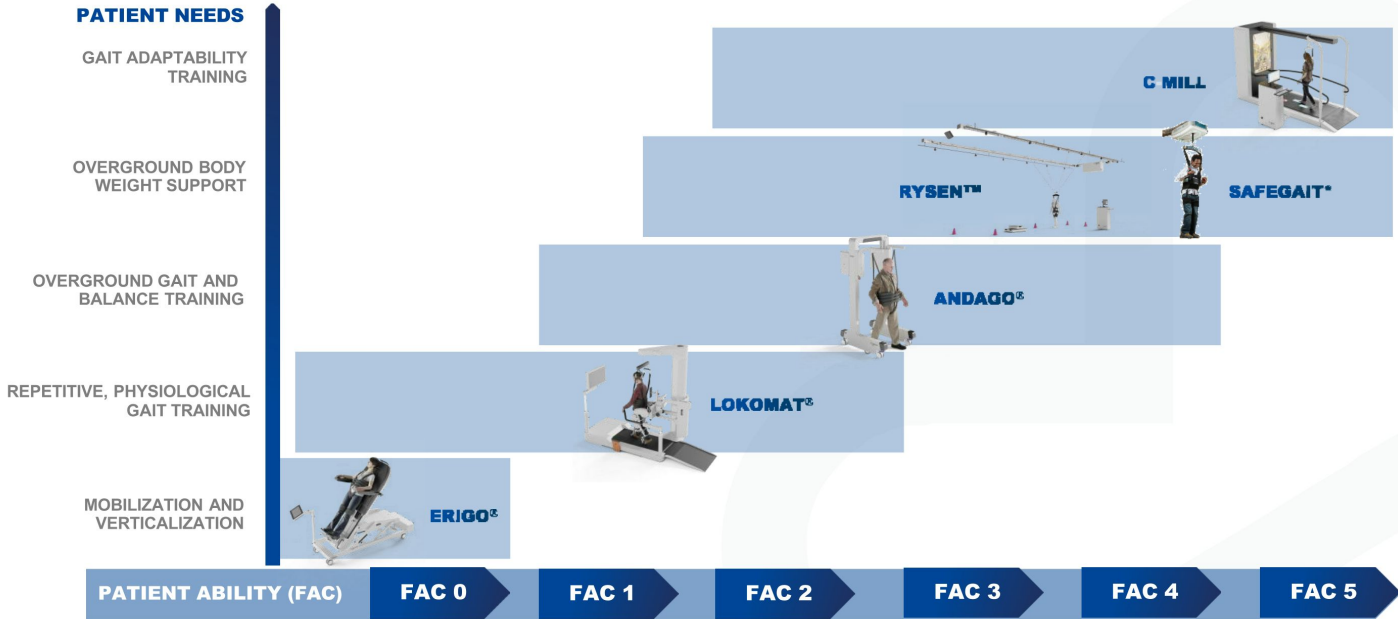 PATIENT NEEDS
GAIT ADAPTABILITY
TRAINING
C MILL
OVERGROUND BODY
WEIGHT SUPPORT
RYSEN™
SAFEGAIT*
OVERGROUND GAIT AND
BALANCE TRAINING
ANDAGO®
REPETITIVE, PHYSIOLOGICAL
GAIT TRAINING
LOKOMAT®
MOBILIZATION AND
VERTICALIZATION
ERIGO®
PATIENT ABILITY (FAC)
FAC 0
FAC 1
FAC 2
FAC 3
FAC 4
FAC 5